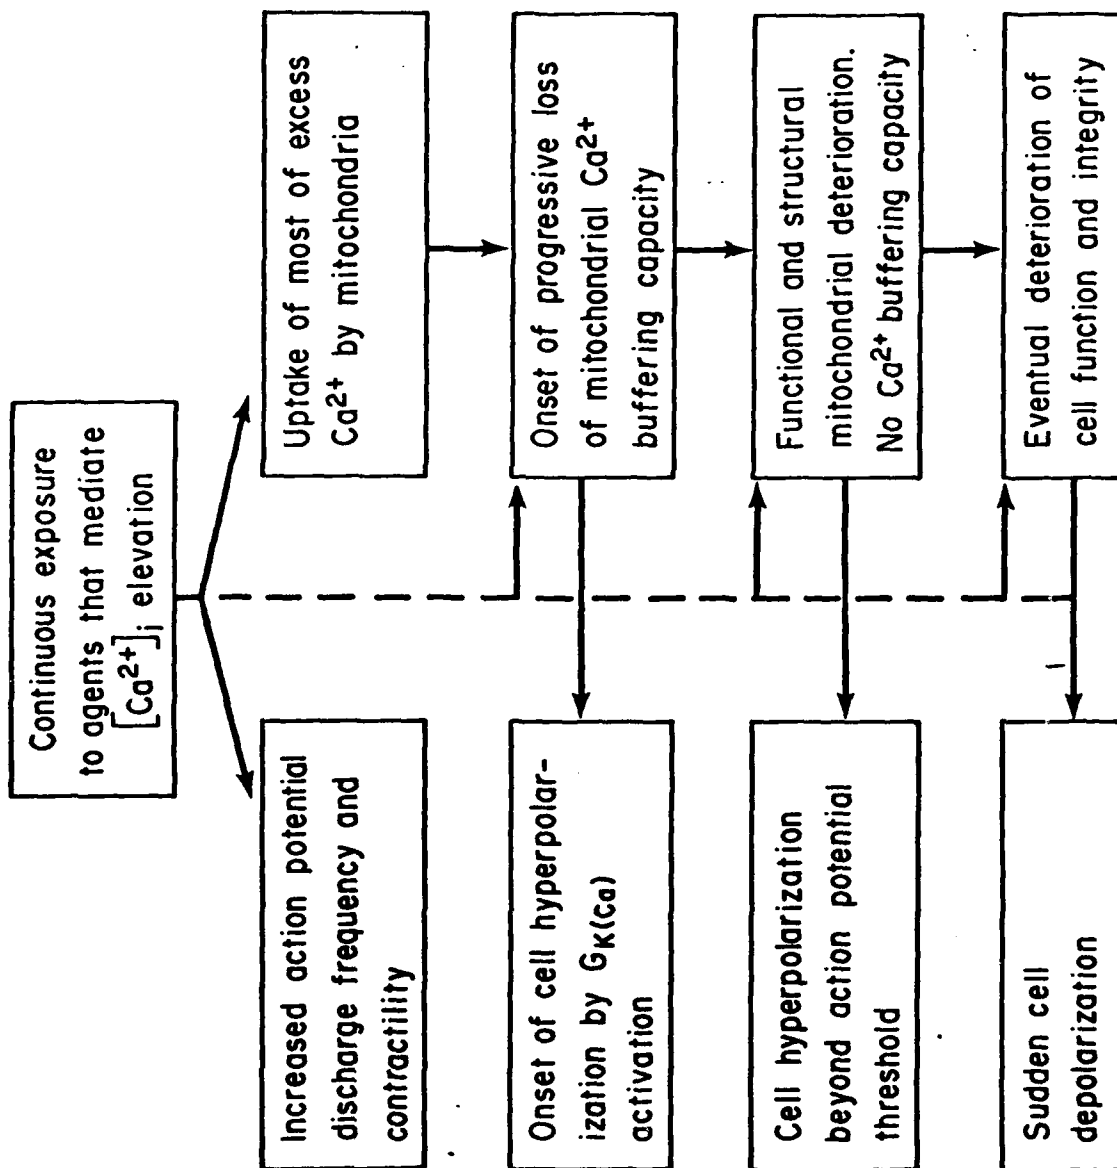 Continuous exposure
to agents that mediate
[Ca²⁺]ᵢ elevation
Increased action potential
discharge frequency and
contractility
Uptake of most of excess
Ca²⁺ by mitochondria
Onset of cell hyperpolar-
ization by GK(Ca)
activation
Onset of progressive loss
of mitochondrial Ca²⁺
buffering capacity
Cell hyperpolarization
beyond action potential
threshold
Functional and structural
mitochondrial deterioration.
No Ca²⁺ buffering capacity
Sudden cell
depolarization
Eventual deterioration of
cell function and integrity